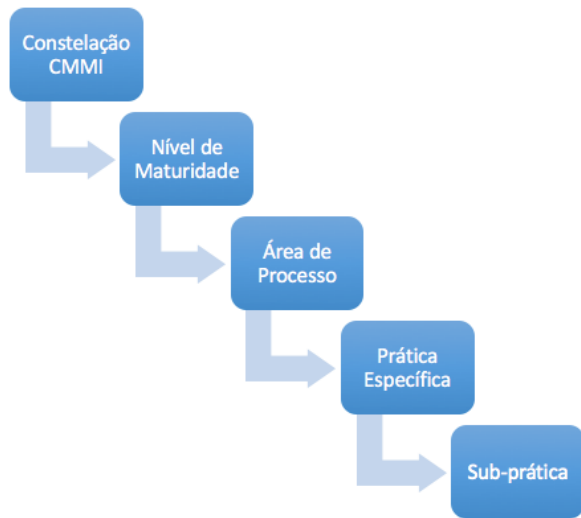 Constelação
CMMI
Nível de
Maturidade
Área de
Processo
Prática
Específica
Sub-prática